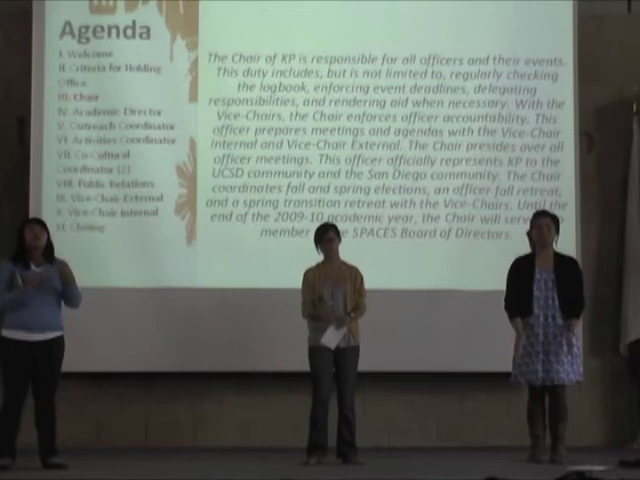 Agenda
I. Welcome
II. Criteria for Holding
Office
III. Chair
IV. Academic Director
V. Outreach Coordinator
VI. Activities Coordinator
VII. Co-Cultural
Coordinator (2)
VIII. Public Relations
IX. Vice-Chair External
X. Vice-Chair Internal
XI. Closing
The Chair of KP is responsible for all officers and their events.
This duty includes, but is not limited to, regularly checking
the logbook, enforcing event deadlines, delegating
responsibilities, and rendering aid when necessary. With the
Vice-Chairs, the Chair enforces officer accountability. This
officer prepares meetings and agendas with the Vice-Chair
Internal and Vice-Chair External. The Chair presides over all
officer meetings. This officer officially represents KP to the
UCSD community and the San Diego community. The Chair
coordinates fall and spring elections, an officer fall retreat,
and a spring transition retreat with the Vice-Chairs. Until the
end of the 2009-10 academic year, the Chair will
member SPACES Board of Directors.